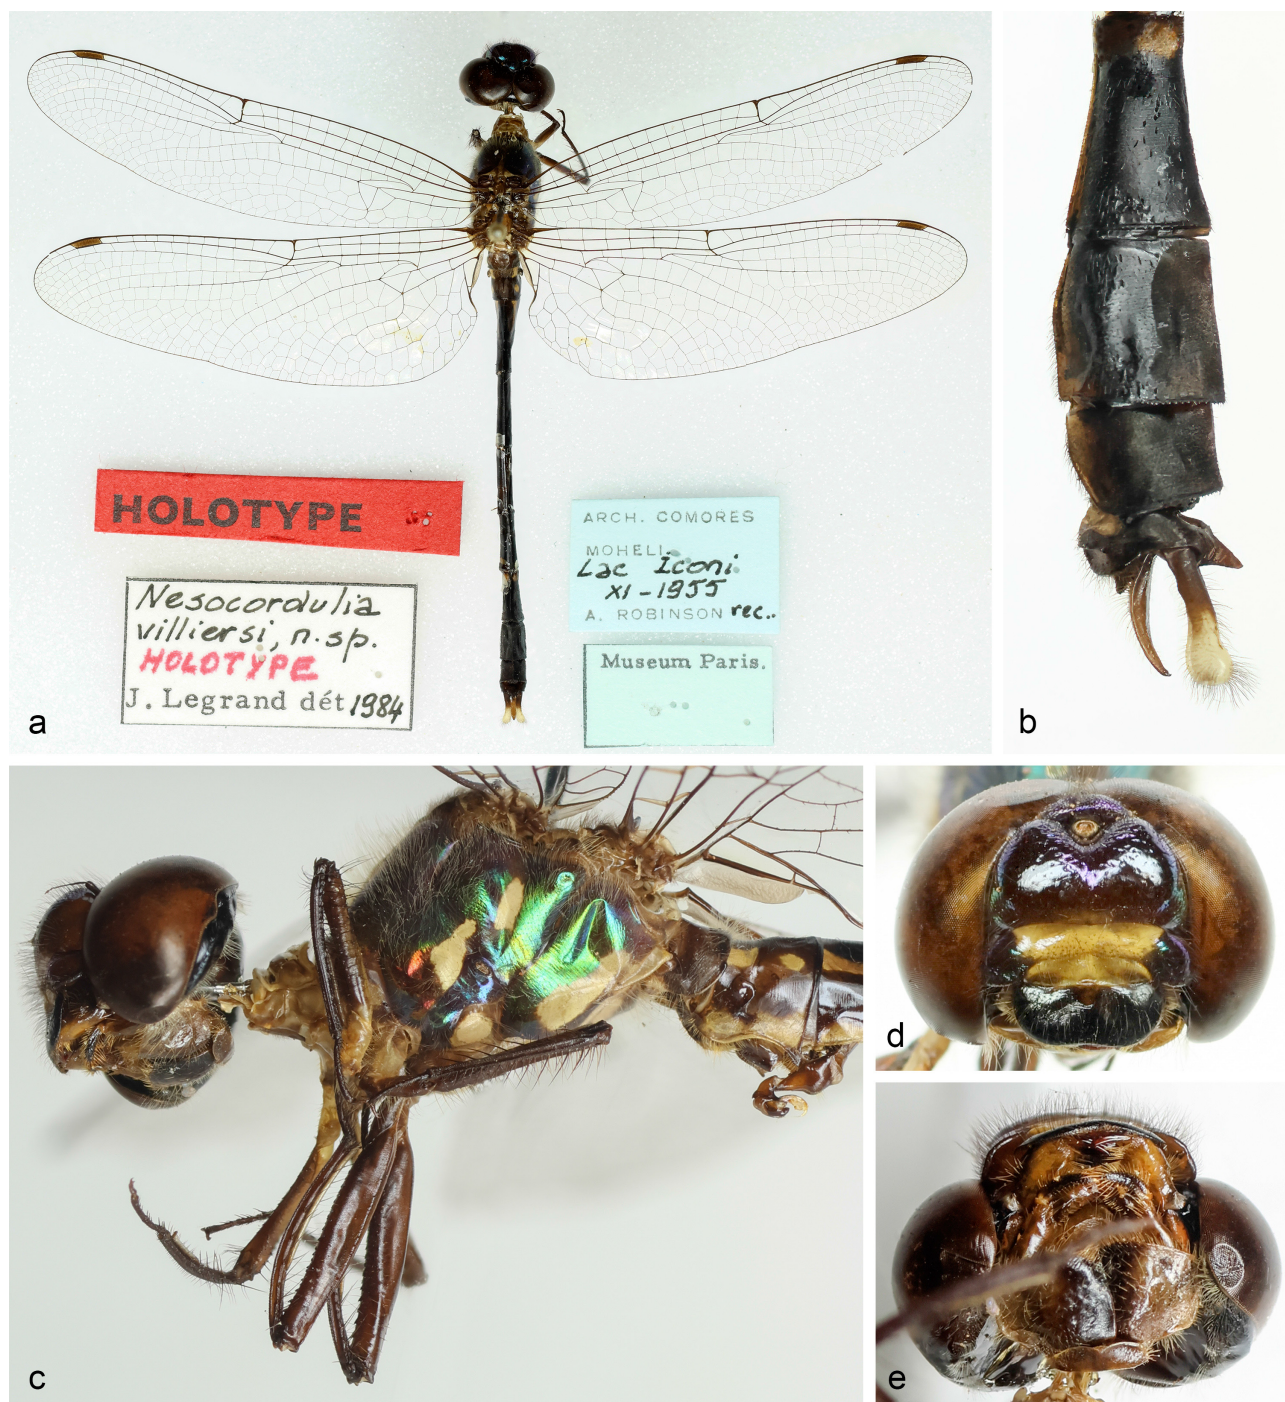 HOLOTYPE
Nesocordulia
villiersi, n.sp.
HOLOTYPE
J. Legrand dét 1984
ARCH. COMORES
MOHELI
Lac Iconi
XI-1955
A. ROBINSON rec..
Museum Paris.
a
b
c
d
e